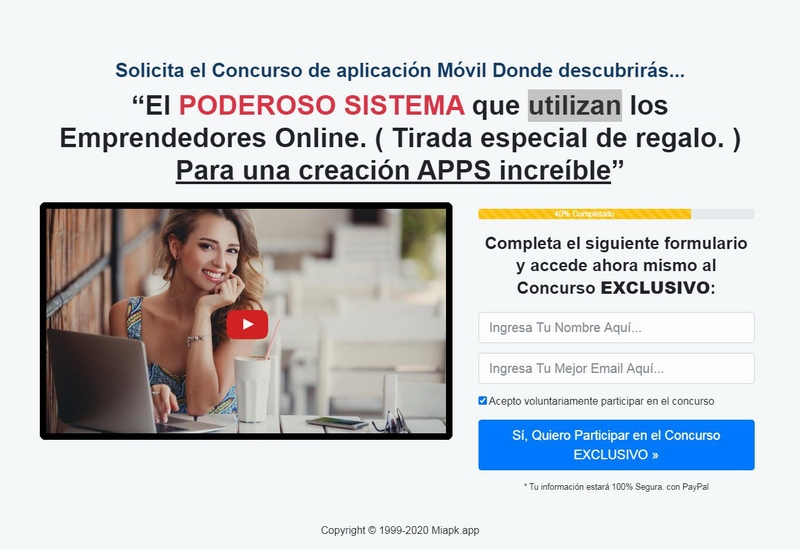 Solicita el Concurso de aplicación Móvil Donde descubrirás...
“El PODEROSO SISTEMA que utilizan los
Emprendedores Online. ( Tirada especial de regalo. )
Para una creación APPS increíble”
40% Completado
Completa el siguiente formulario
y accede ahora mismo al
Concurso EXCLUSIVO:
Ingresa Tu Nombre Aquí...
Ingresa Tu Mejor Email Aquí...
Acepto voluntariamente participar en el concurso
Sí, Quiero Participar en el Concurso
EXCLUSIVO »
* Tu información estará 100% Segura. con PayPal
Copyright © 1999-2020 Miapk.app